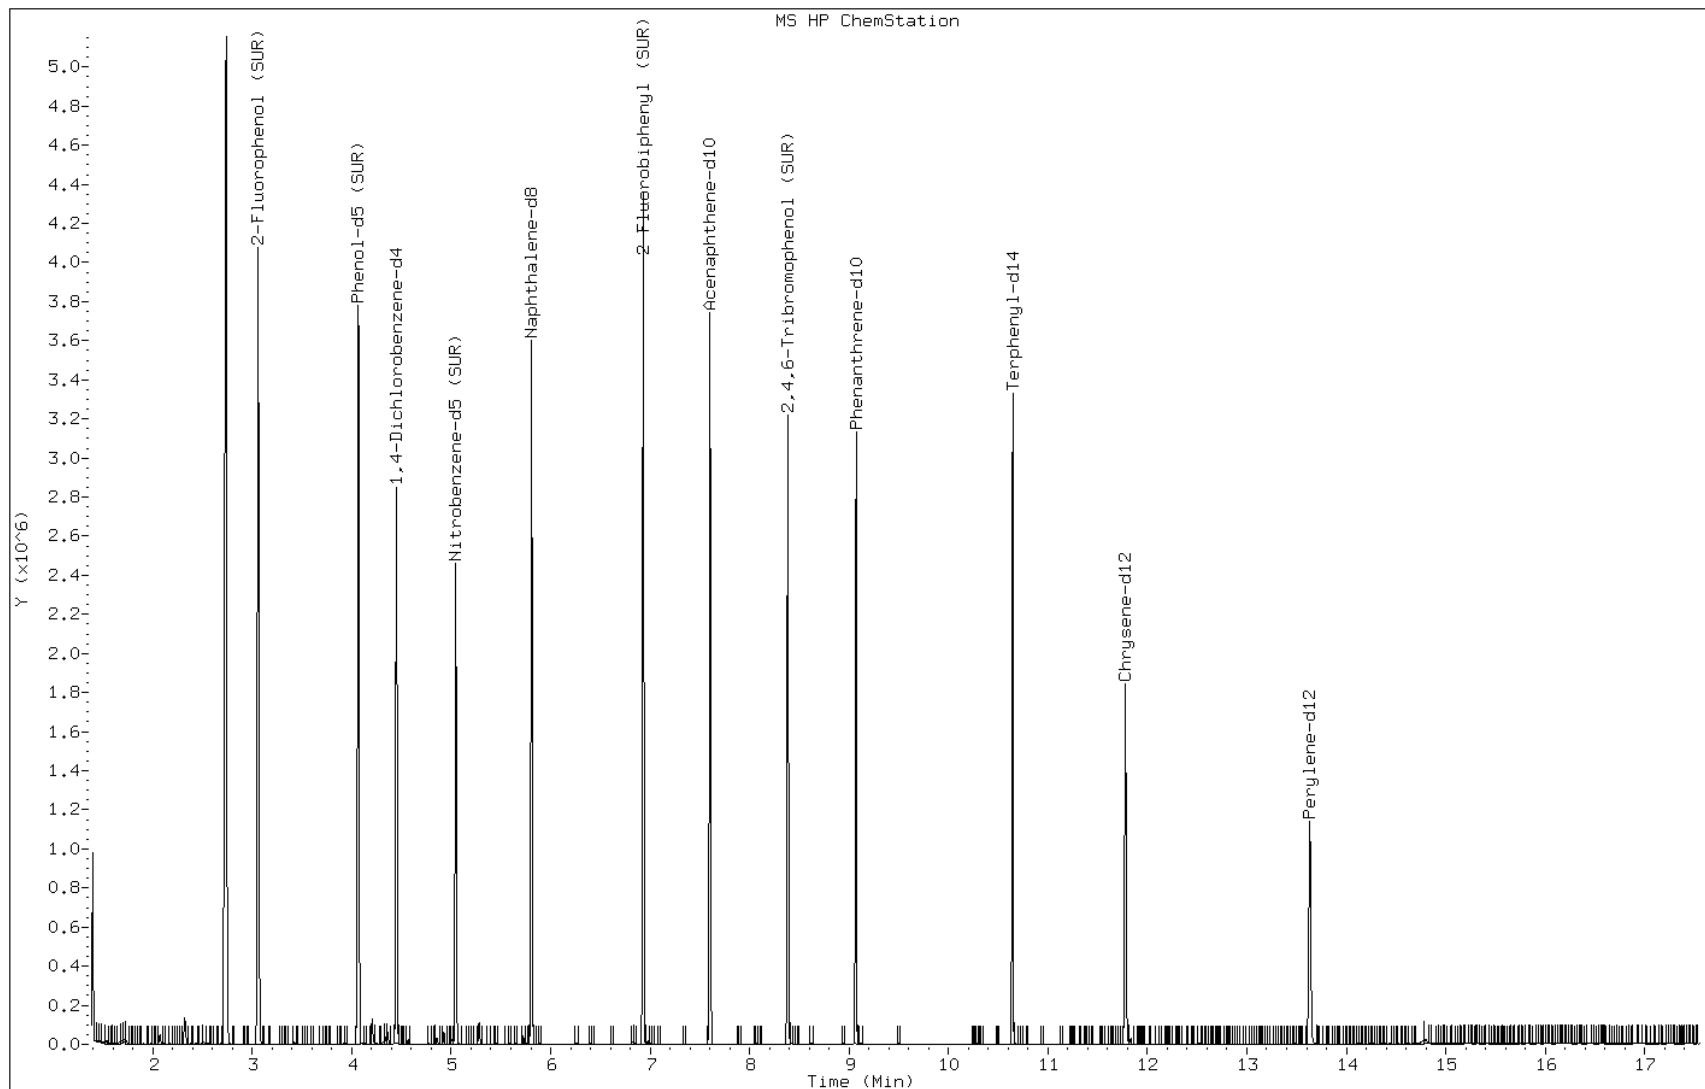 MS HP ChemStation
2-Fluorophenol (SUR)
Phenol-d5 (SUR)
1,4-Dichlorobenzene-d4
Nitrobenzene-d5 (SUR)
Naphthalene-d8
2-Fluorobiphenyl (SUR)
Acenaphthene-d10
2,4,6-Tribromophenol (SUR)
Phenanthrene-d10
Terphenyl-d14
Chrysene-d12
Perylene-d12
Y (x10^6)
5.0
4.8
4.6
4.4
4.2
4.0
3.8
3.6
3.4
3.2
3.0
2.8
2.6
2.4
2.2
2.0
1.8
1.6
1.4
1.2
1.0
0.8
0.6
0.4
0.2
0.0
2 3 4 5 6 7 8 9 10 11 12 13 14 15 16 17
Time (Min)